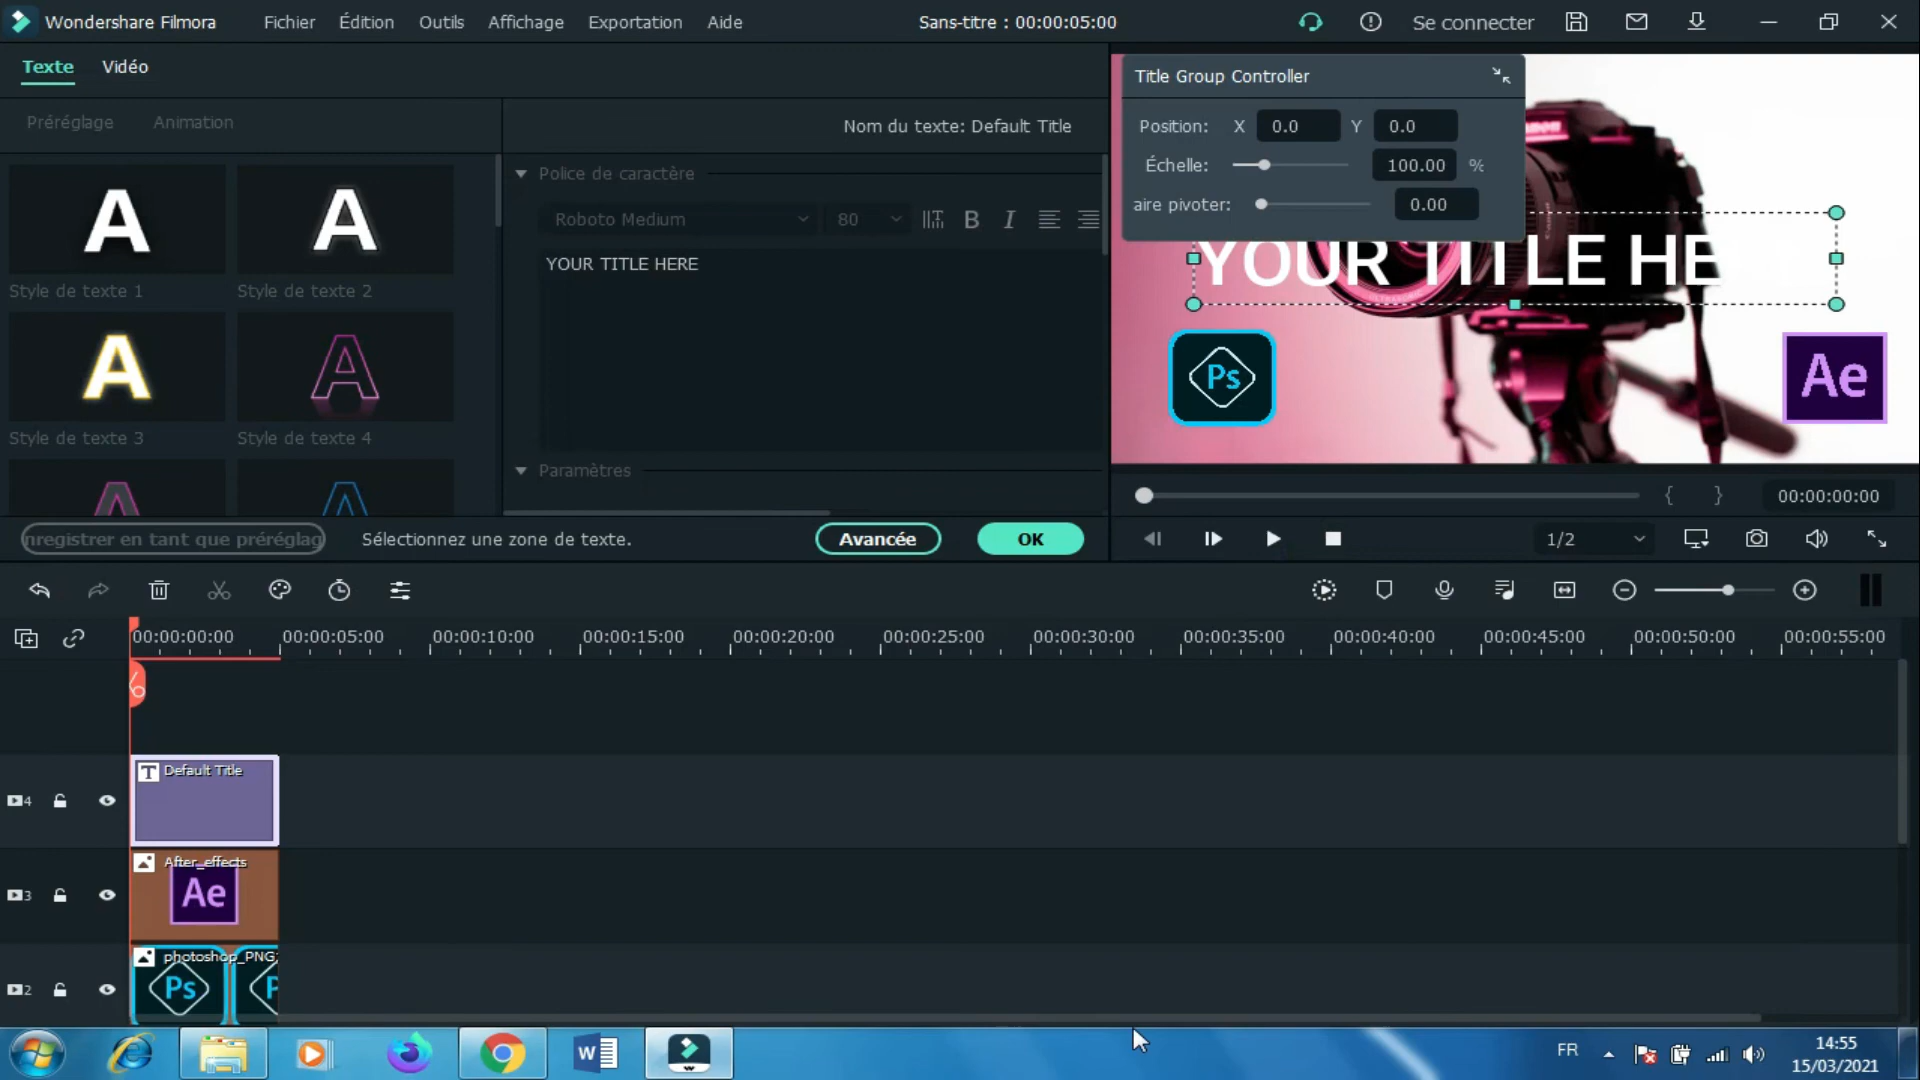 Wondershare Filmora Fichier Édition Outils Affichage Exportation Aide Sans-titre : 00:00:05:00 Se connecter
Texte Vidéo
Préréglage Animation
Nom du texte: Default Title
Style de texte 1
Style de texte 2
Style de texte 3
Style de texte 4
Police de caractère
Roboto Medium 80
YOUR TITLE HERE
Paramètres
nregistrer en tant que préréglag
Sélectionnez une zone de texte.
Avancée
OK
Title Group Controller
Position: X 0.0 Y 0.0
Échelle: 100.00 %
aire pivoter: 0.00
YOUR TITLE HE
Canon
Ps
Ae
00:00:00:00
1/2
00:00:00:00 00:00:05:00 00:00:10:00 00:00:15:00 00:00:20:00 00:00:25:00 00:00:30:00 00:00:35:00 00:00:40:00 00:00:45:00 00:00:50:00 00:00:55:00
4
T Default Title
3
After_effects
Ae
2
photoshop_PNG
Ps
FR
14:55
15/03/2021